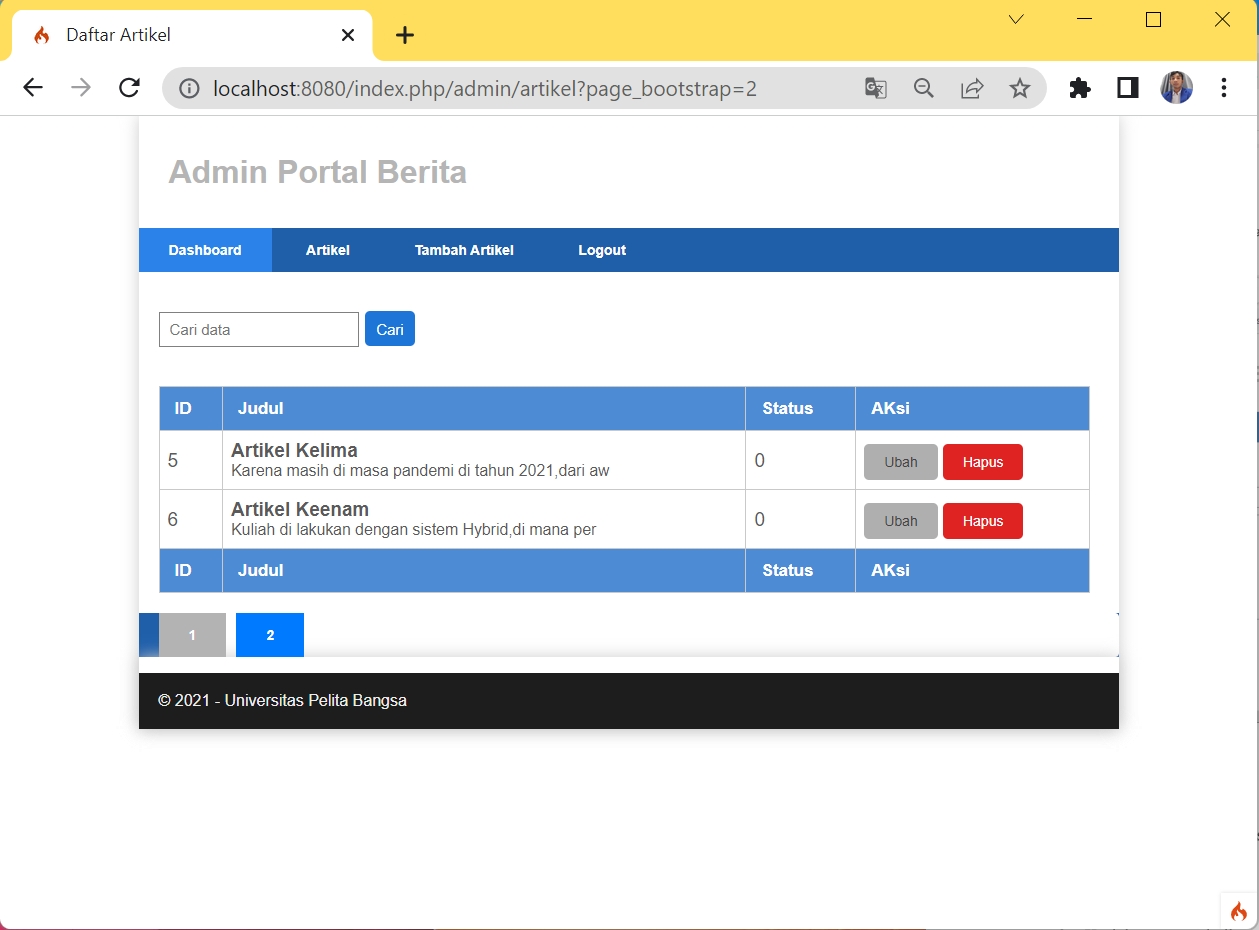 Daftar Artikel
localhost:8080/index.php/admin/artikel?page_bootstrap=2
Admin Portal Berita
Dashboard Artikel Tambah Artikel Logout
Cari data Cari
ID Judul Status AKsi
5 Artikel Kelima 0 Ubah Hapus
Karena masih di masa pandemi di tahun 2021,dari aw
6 Artikel Keenam 0 Ubah Hapus
Kuliah di lakukan dengan sistem Hybrid,di mana per
ID Judul Status AKsi
1 2
© 2021 - Universitas Pelita Bangsa